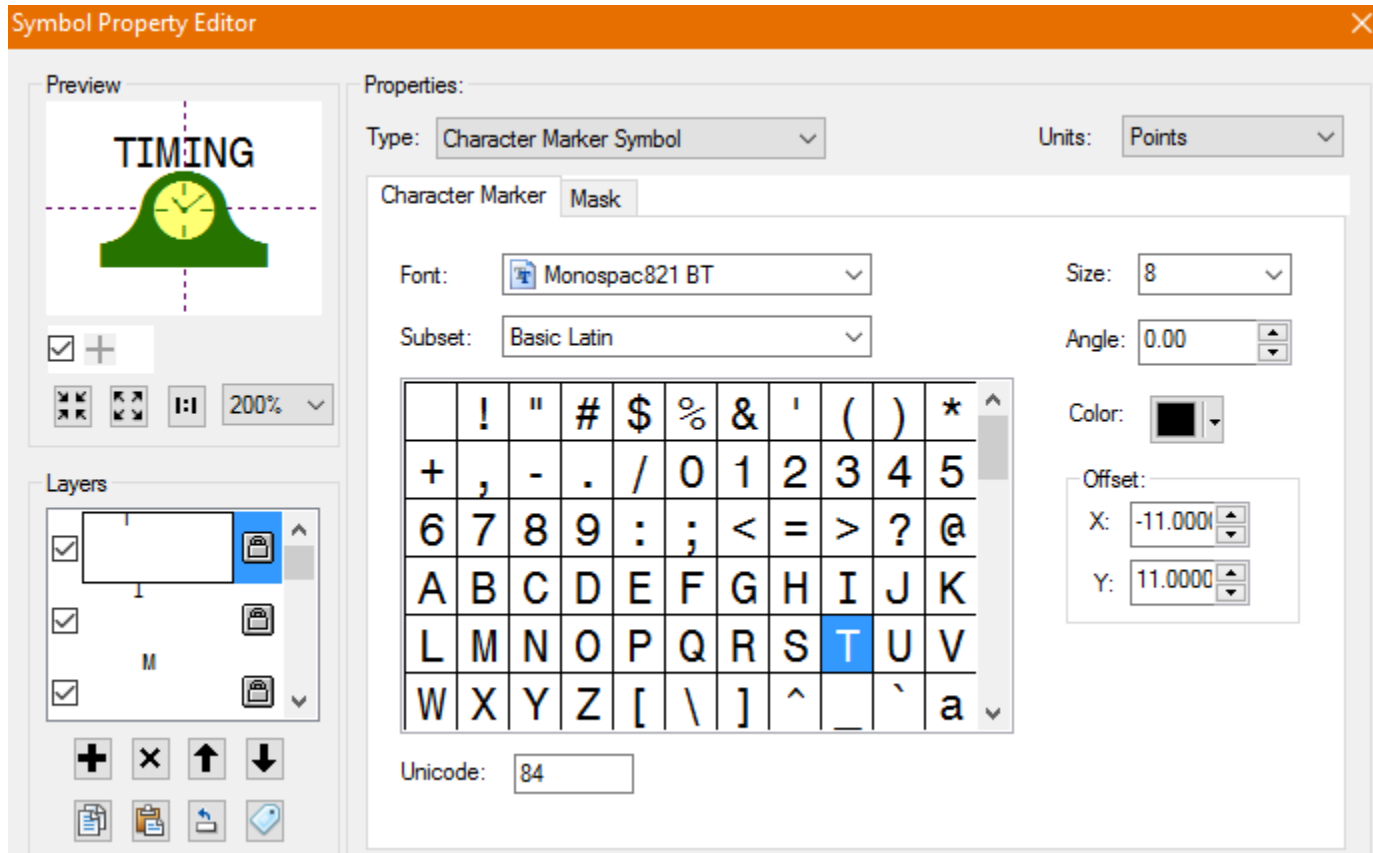 Symbol Property Editor
Preview
TIMING
200%
Layers
T
I
M
Properties:
Type: Character Marker Symbol
Units: Points
Character Marker
Mask
Font: Monospac821 BT
Size: 8
Subset: Basic Latin
Angle: 0.00
! " # $ % & ' ( ) *
+ , - . / 0 1 2 3 4 5
6 7 8 9 : ; < = > ? @
A B C D E F G H I J K
L M N O P Q R S T U V
W X Y Z [ \ ] ^ _ ` a
Color:
Offset:
X: -11.000
Y: 11.0000
Unicode: 84